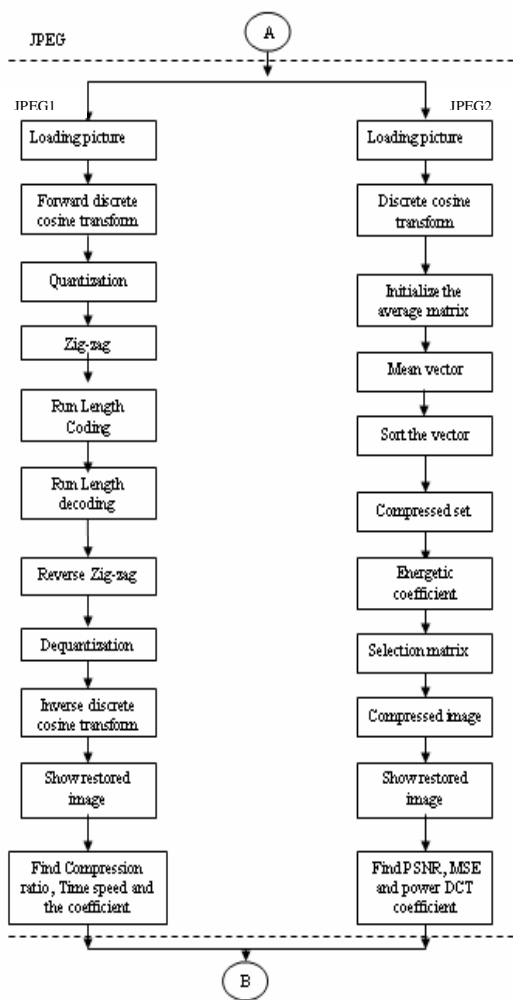 A
JPEG
JPEG1
Loading picture
Forward discrete
cosine transform
Quantization
Zig-zag
Run Length
Coding
Run Length
decoding
Reverse Zig-zag
Dequantization
Inverse discrete
cosine transform
Show restored
image
Find Compression
ratio, Time speed and
the coefficient
JPEG2
Loading picture
Discrete cosine
transform
Initialize the
average matrix
Mean vector
Sort the vector
Compressed set
Energetic
coefficient
Selection matrix
Compressed image
Show restored
image
Find PSNR, MSE
and power DCT
coefficient
B